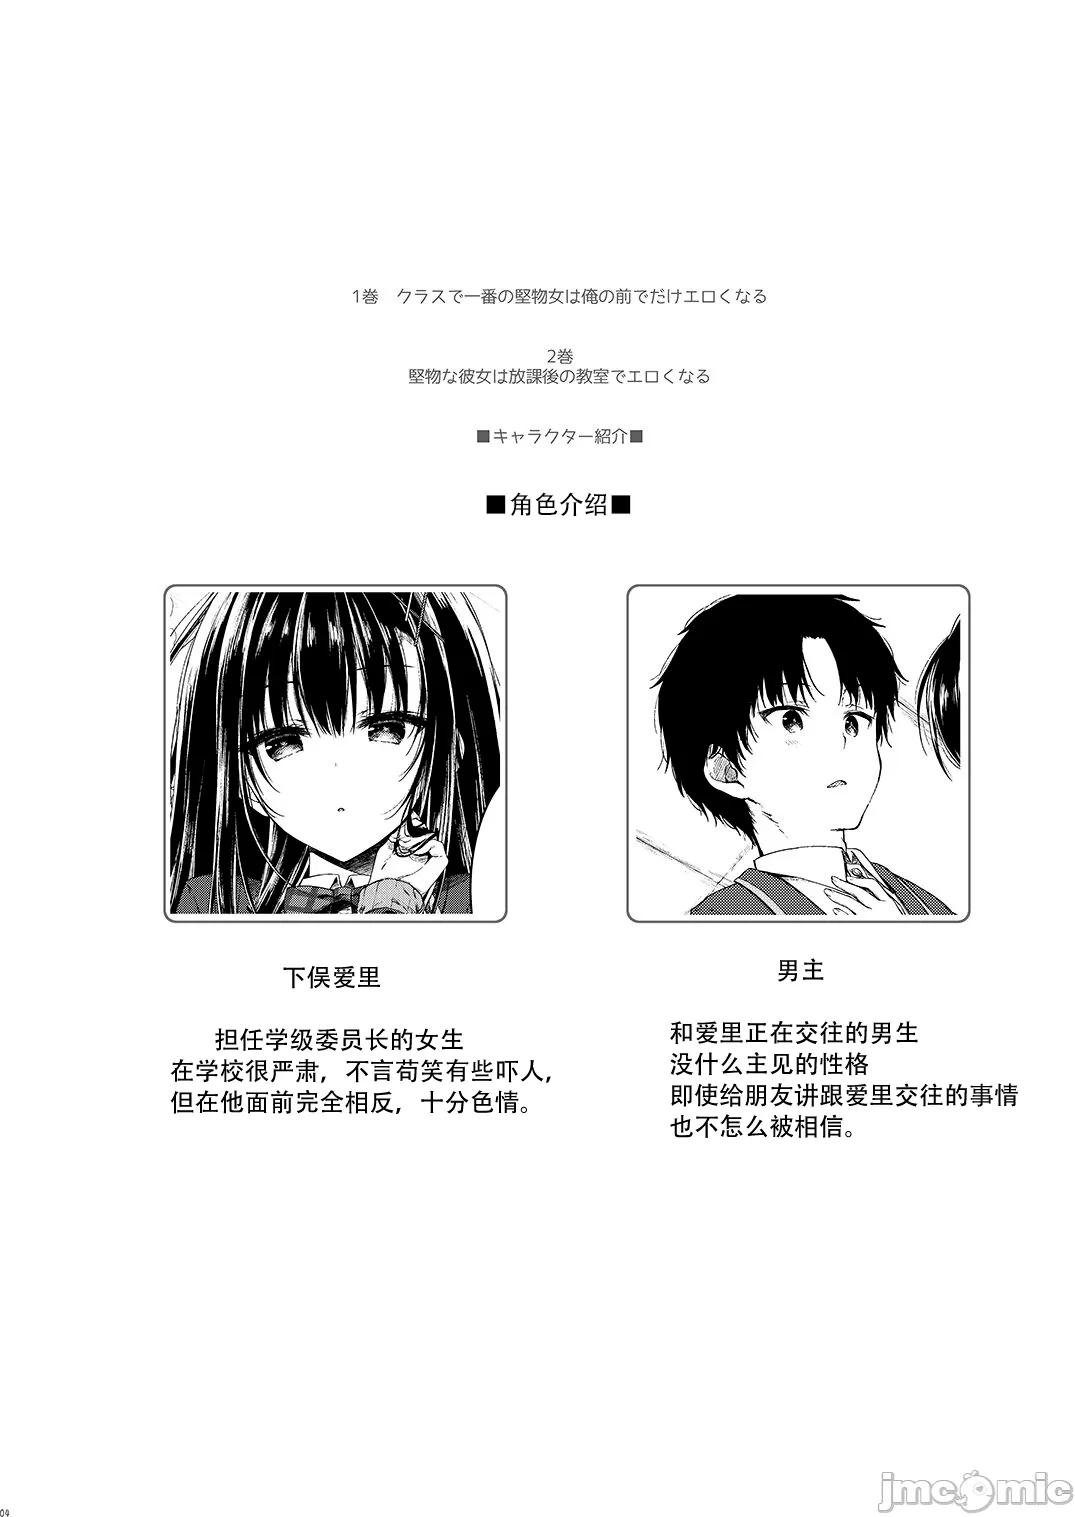 1巻　クラスで一番の堅物女は俺の前でだけエロくなる
2巻
堅物な彼女は放課後の教室でエロくなる
■キャラクター紹介■
■角色介绍■
下俣爱里
担任学级委员长的女生
在学校很严肃，不言苟笑有些吓人，
但在他面前完全相反，十分色情。
男主
和爱里正在交往的男生
没什么主见的性格
即使给朋友讲跟爱里交往的事情
也不怎么被相信。
04
jmcomic